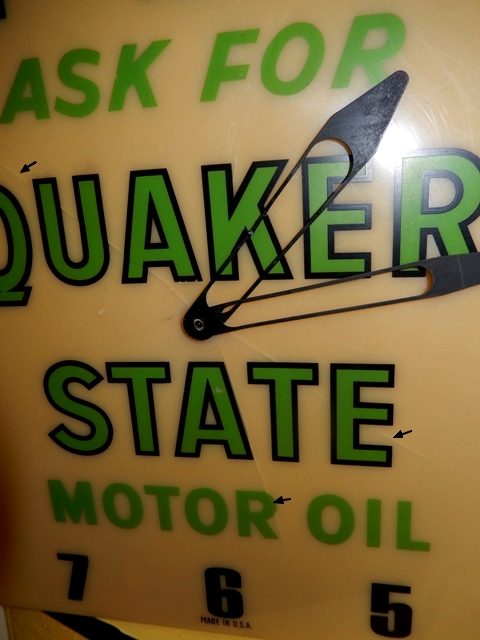 ASK FOR
QUAKER
STATE
MOTOR OIL
7 6 5
MADE IN U.S.A.